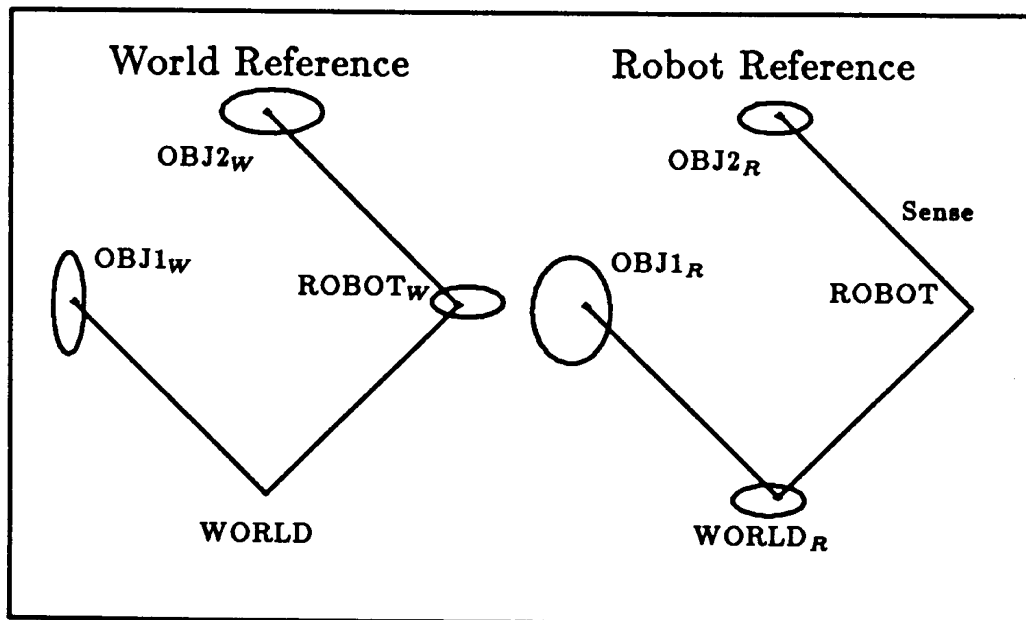 World Reference
OBJ2W
OBJ1W
ROBOTW
WORLD
Robot Reference
OBJ2R
Sense
OBJ1R
ROBOT
WORLDR